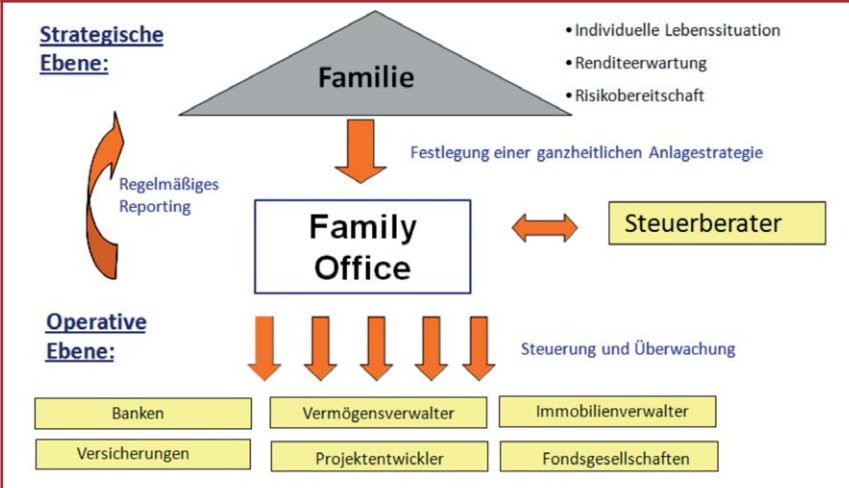 Strategische
Ebene:
Familie
• Individuelle Lebenssituation
• Renditeerwartung
• Risikobereitschaft
Festlegung einer ganzheitlichen Anlagestrategie
Regelmäßiges
Reporting
Family
Office
Steuerberater
Operative
Ebene:
Steuerung und Überwachung
Banken
Vermögensverwalter
Immobilienverwalter
Versicherungen
Projektentwickler
Fondsgesellschaften